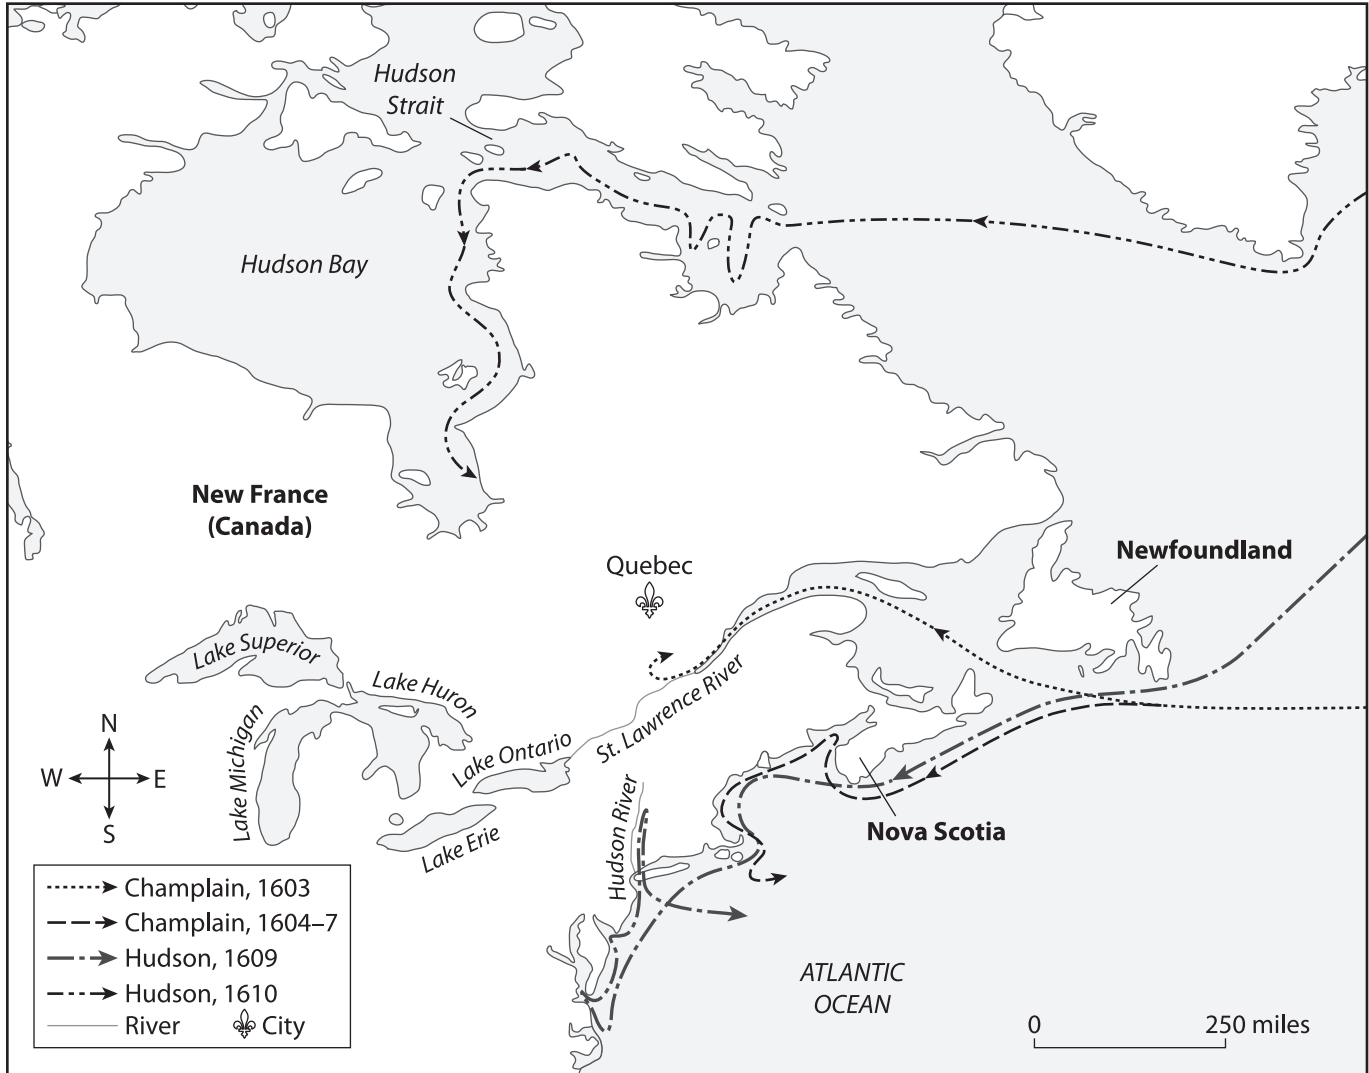 Hudson
Strait
Hudson Bay
New France
(Canada)
Newfoundland
Quebec
Lake Superior
Lake Huron
Lake Michigan
Lake Ontario
St. Lawrence River
Lake Erie
Hudson River
Nova Scotia
N
W E
S
Champlain, 1603
Champlain, 1604–7
Hudson, 1609
Hudson, 1610
River City
ATLANTIC
OCEAN
0 250 miles